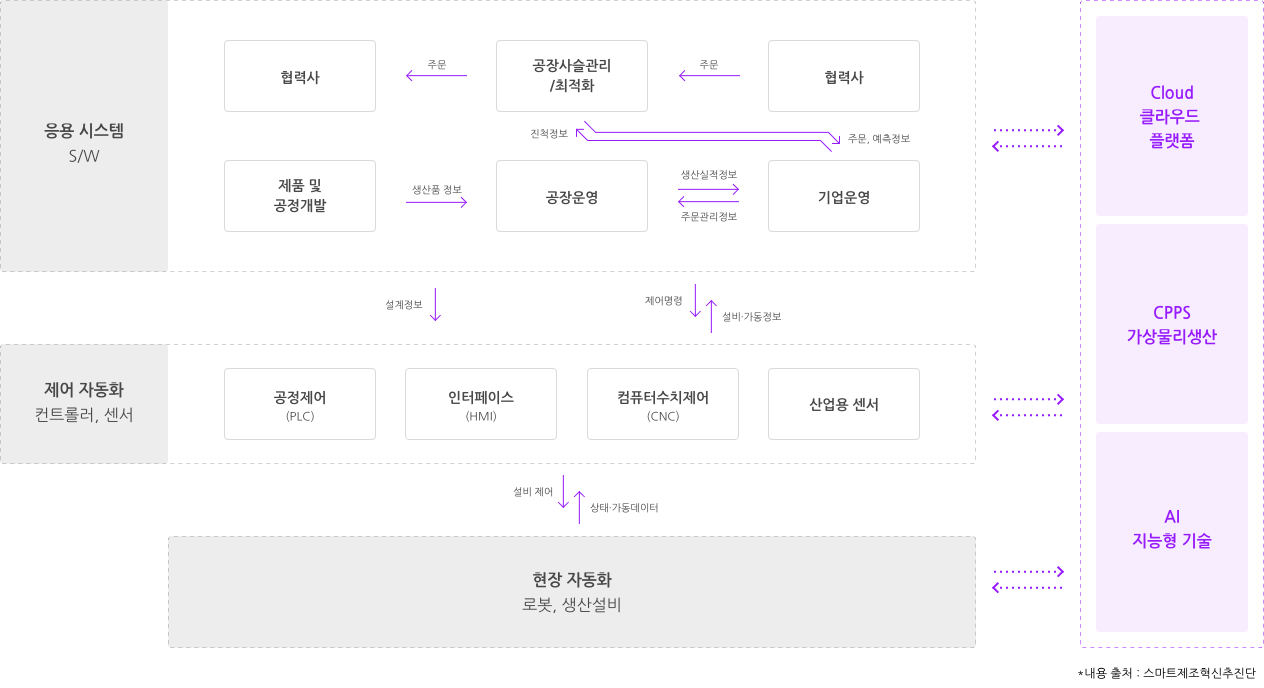 응용 시스템
S/W
협력사
주문
공장사슬관리
/최적화
주문
협력사
진척정보
주문, 예측정보
제품 및
공정개발
생산품 정보
공장운영
생산실적정보
주문관리정보
기업운영
설계정보
제어명령
설비·가동정보
제어 자동화
컨트롤러, 센서
공정제어
(PLC)
인터페이스
(HMI)
컴퓨터수치제어
(CNC)
산업용 센서
설비 제어
상태·가동데이터
현장 자동화
로봇, 생산설비
Cloud
클라우드
플랫폼
CPPS
가상물리생산
AI
지능형 기술
*내용 출처 : 스마트제조혁신추진단